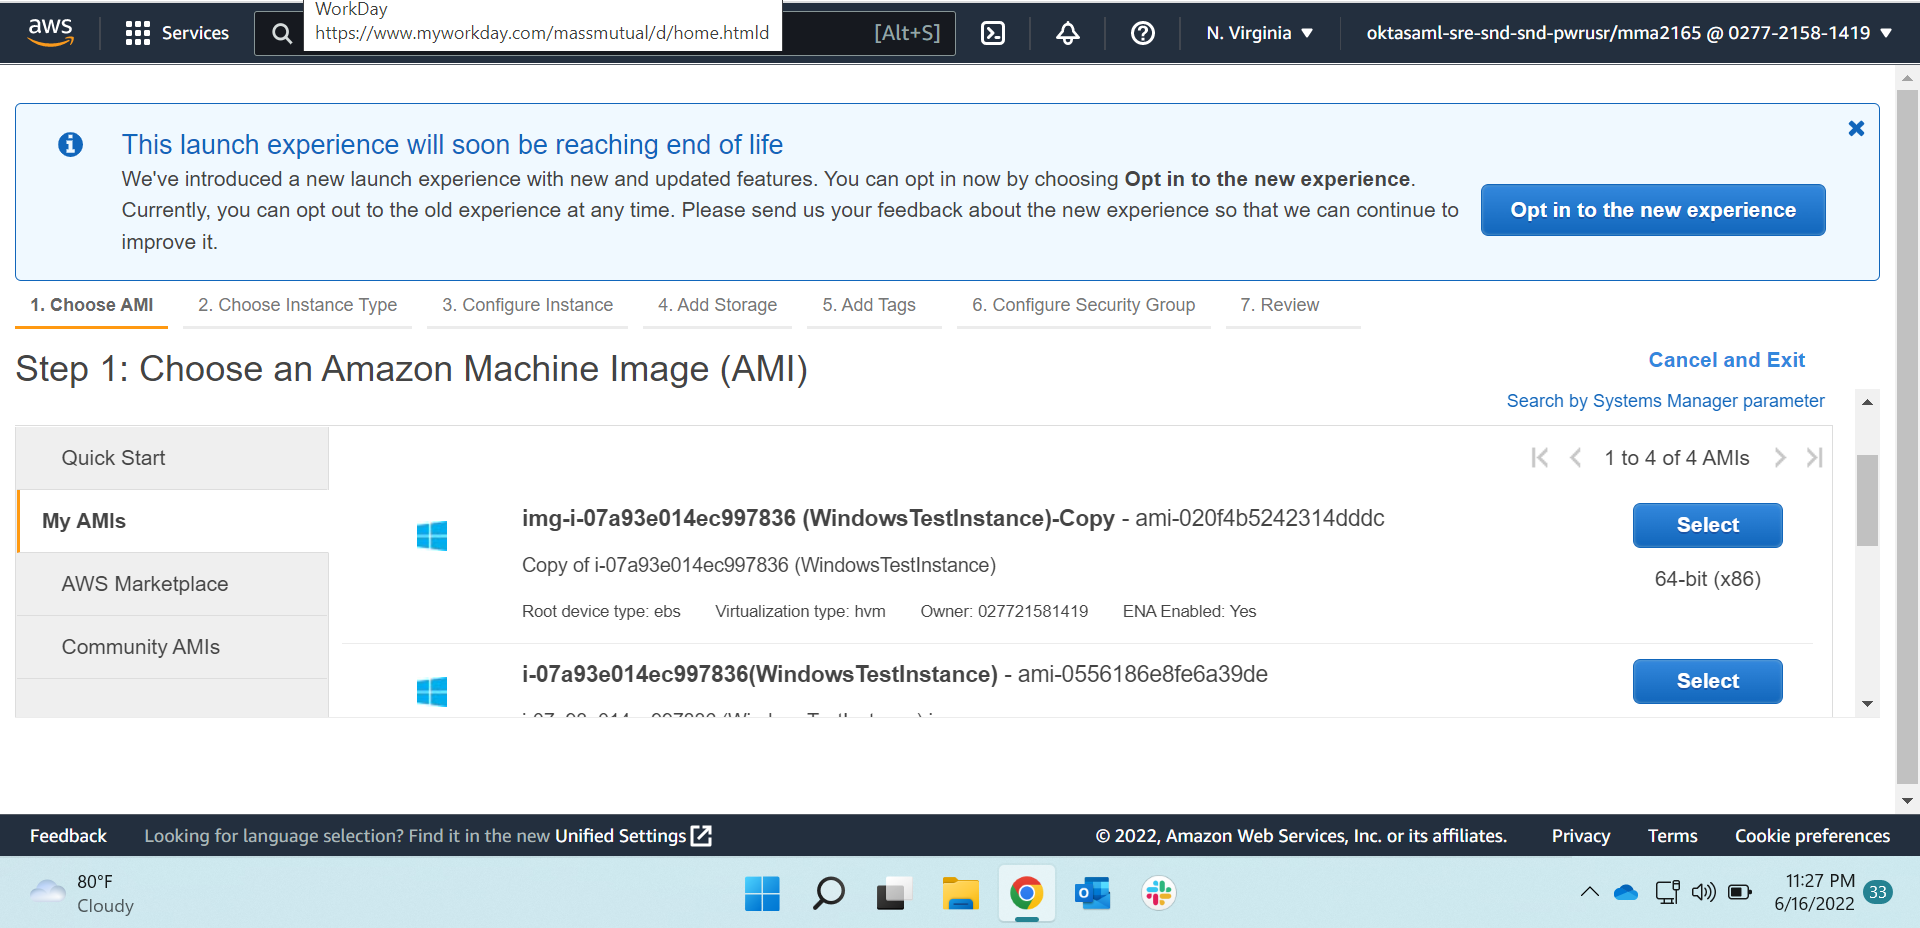 WorkDay
https://www.myworkday.com/massmutual/d/home.htmld
aws
Services
[Alt+S]
N. Virginia
oktasaml-sre-snd-snd-pwrusr/mma2165 @ 0277-2158-1419
This launch experience will soon be reaching end of life
We've introduced a new launch experience with new and updated features. You can opt in now by choosing Opt in to the new experience.
Currently, you can opt out to the old experience at any time. Please send us your feedback about the new experience so that we can continue to
improve it.
Opt in to the new experience
1. Choose AMI
2. Choose Instance Type
3. Configure Instance
4. Add Storage
5. Add Tags
6. Configure Security Group
7. Review
Step 1: Choose an Amazon Machine Image (AMI)
Cancel and Exit
Search by Systems Manager parameter
Quick Start
My AMIs
AWS Marketplace
Community AMIs
1 to 4 of 4 AMIs
img-i-07a93e014ec997836 (WindowsTestInstance)-Copy - ami-020f4b5242314dddc
Select
Copy of i-07a93e014ec997836 (WindowsTestInstance)
64-bit (x86)
Root device type: ebs
Virtualization type: hvm
Owner: 027721581419
ENA Enabled: Yes
i-07a93e014ec997836(WindowsTestInstance) - ami-0556186e8fe6a39de
Select
Feedback
Looking for language selection? Find it in the new Unified Settings
© 2022, Amazon Web Services, Inc. or its affiliates.
Privacy
Terms
Cookie preferences
80°F
Cloudy
11:27 PM
6/16/2022
33